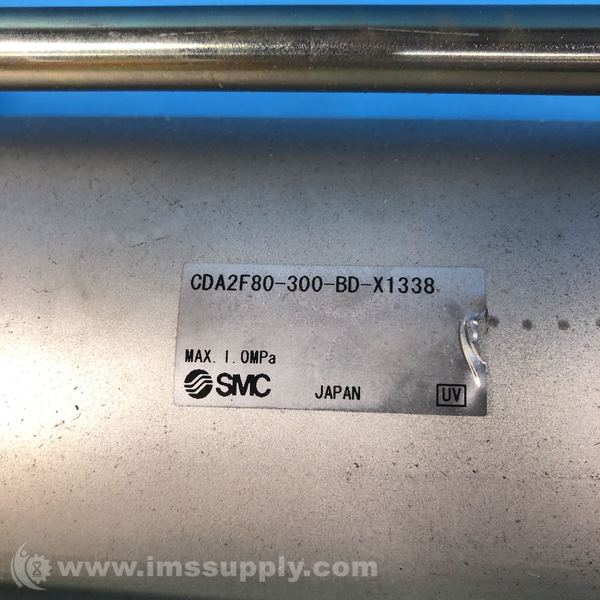 CDA2F80-300-BD-X1338
MAX. 1.0MPa
SMC JAPAN UV
www.imssupply.com